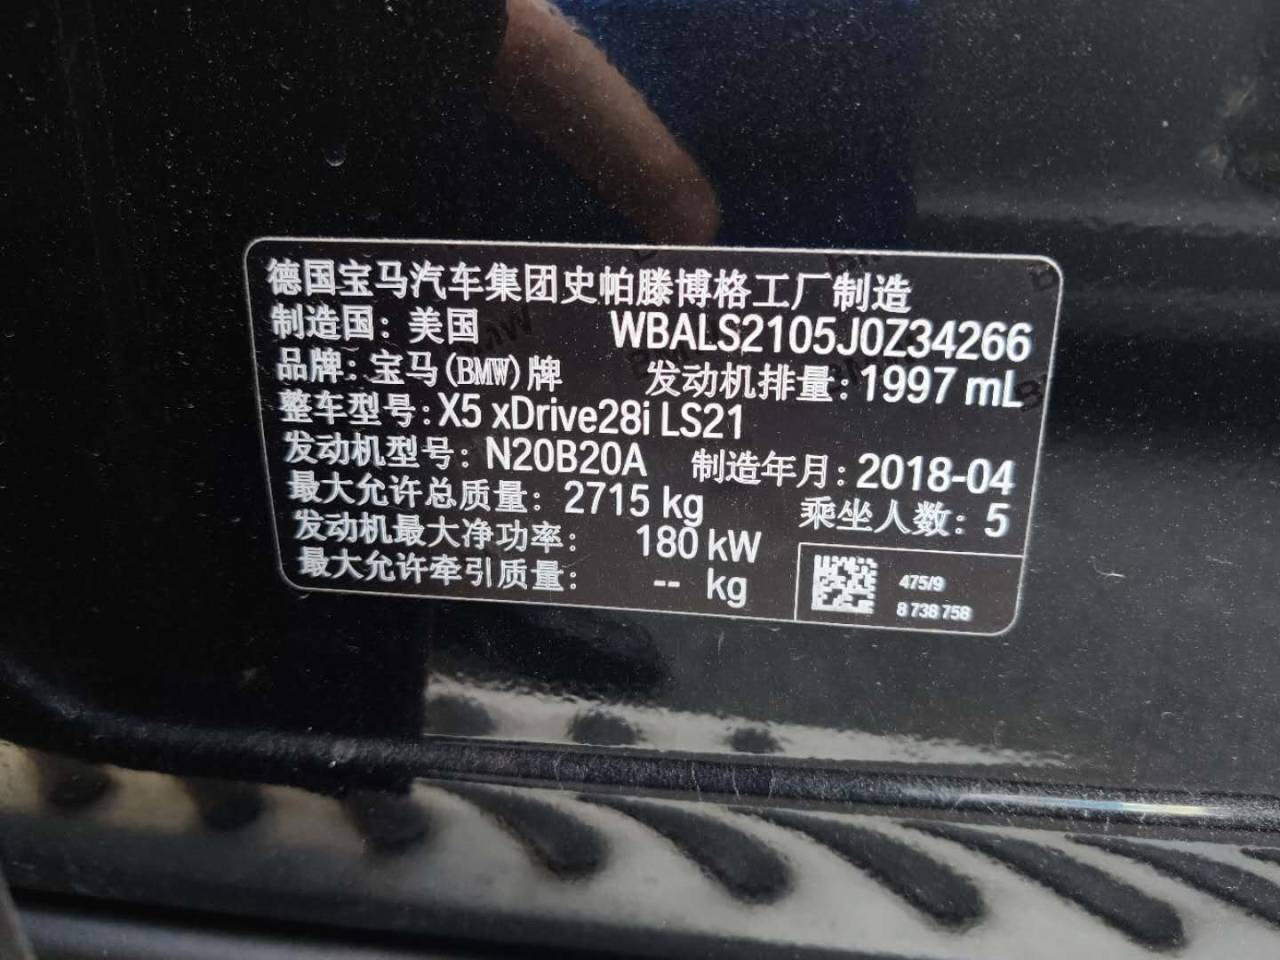 德国宝马汽车集团史帕滕博格工厂制造
制造国：美国 WBALS2105J0Z34266
品牌：宝马(BMW)牌 发动机排量：1997 mL
整车型号：X5 xDrive28i LS21
发动机型号：N20B20A 制造年月：2018-04
最大允许总质量：2715 kg 乘坐人数：5
发动机最大净功率：180 kW
最大允许牵引质量：-- kg
475/9
8 738 758